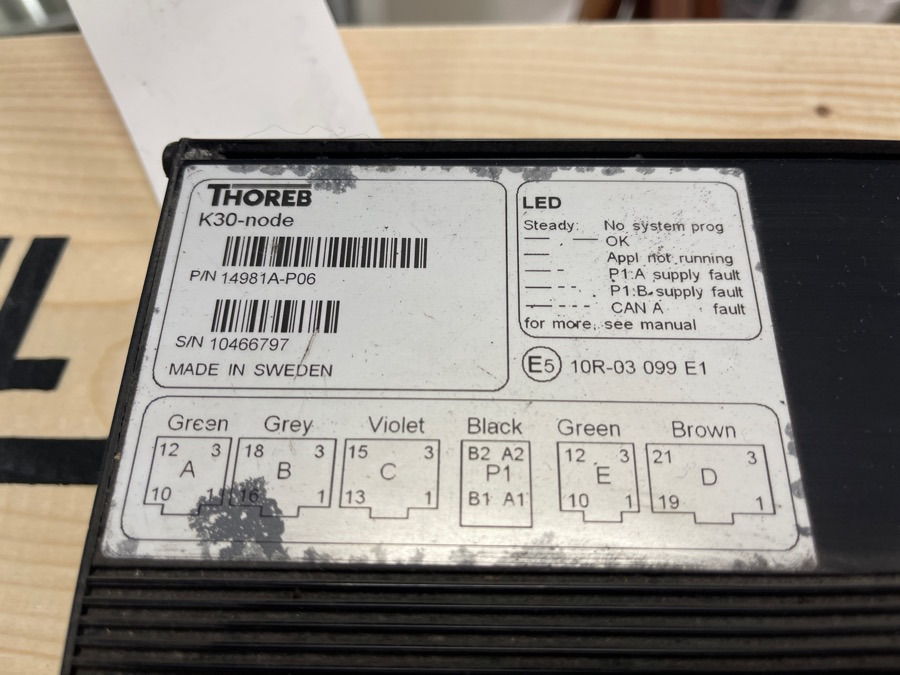 THOREB
K30-node
P/N 14981A-P06
S/N 10466797
MADE IN SWEDEN
LED
Steady: No system prog
OK
Appl not running
P1:A supply fault
P1:B supply fault
CAN A fault
for more, see manual
E5 10R-03 099 E1
Green Grey Violet Black Green Brown
12 3 18 3 15 3 B2 A2 12 3 21 3
A B C P1 E D
10 1 16 1 13 1 B1 A1 10 1 19 1